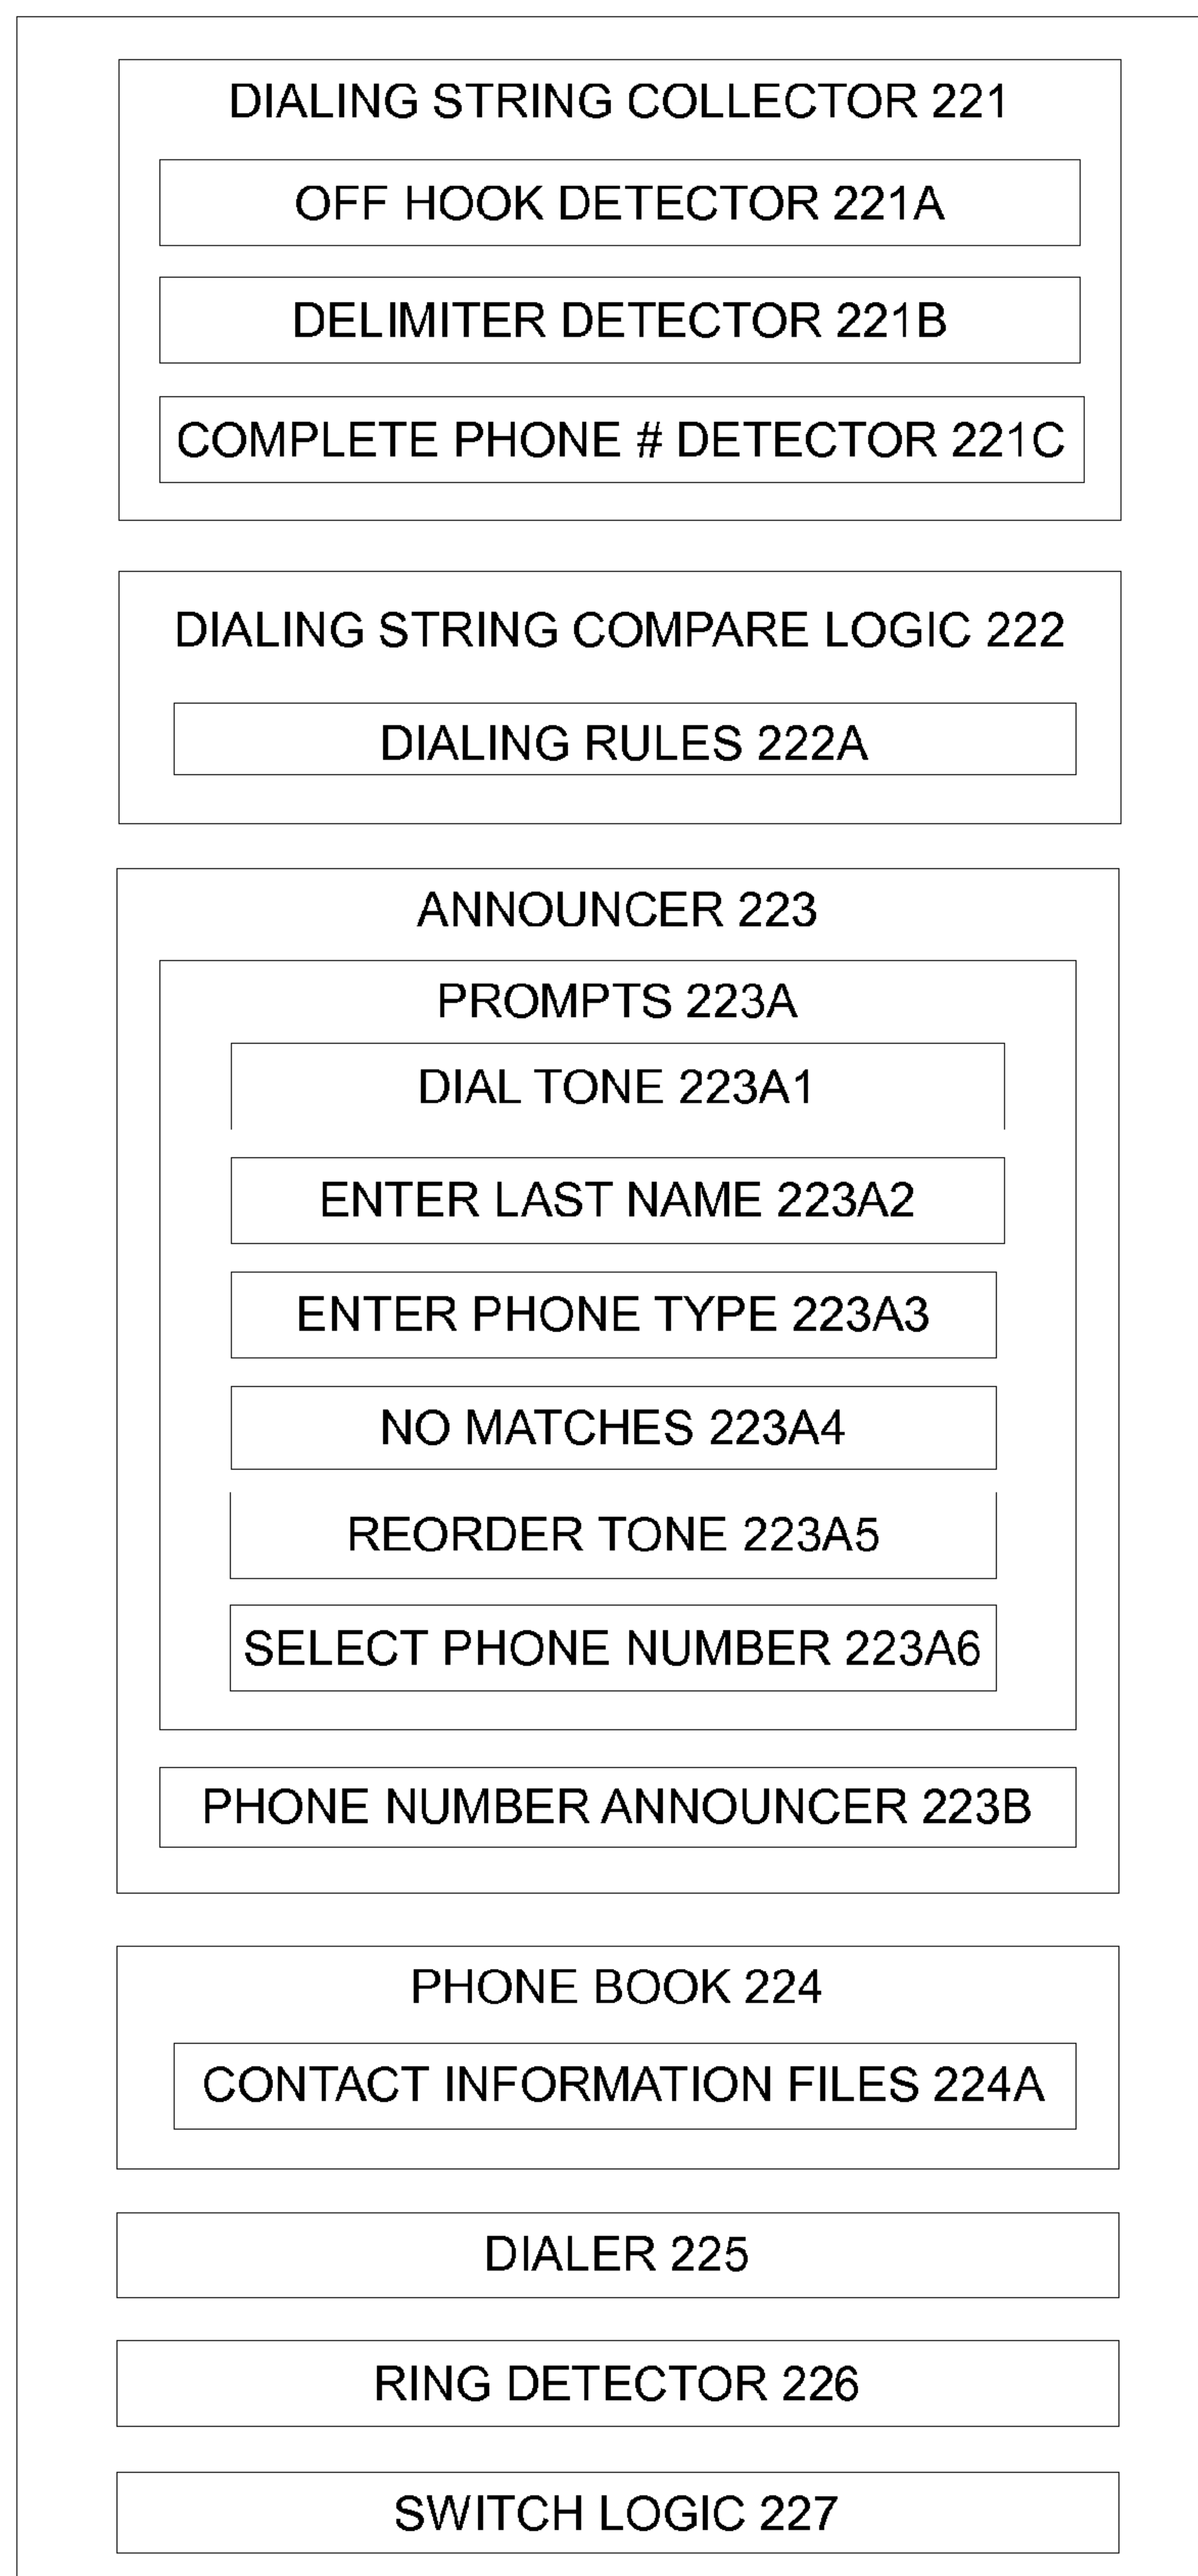 DIALING STRING COLLECTOR 221
OFF HOOK DETECTOR 221A
DELIMITER DETECTOR 221B
COMPLETE PHONE # DETECTOR 221C
DIALING STRING COMPARE LOGIC 222
DIALING RULES 222A
ANNOUNCER 223
PROMPTS 223A
DIAL TONE 223A1
ENTER LAST NAME 223A2
ENTER PHONE TYPE 223A3
NO MATCHES 223A4
REORDER TONE 223A5
SELECT PHONE NUMBER 223A6
PHONE NUMBER ANNOUNCER 223B
PHONE BOOK 224
CONTACT INFORMATION FILES 224A
DIALER 225
RING DETECTOR 226
SWITCH LOGIC 227